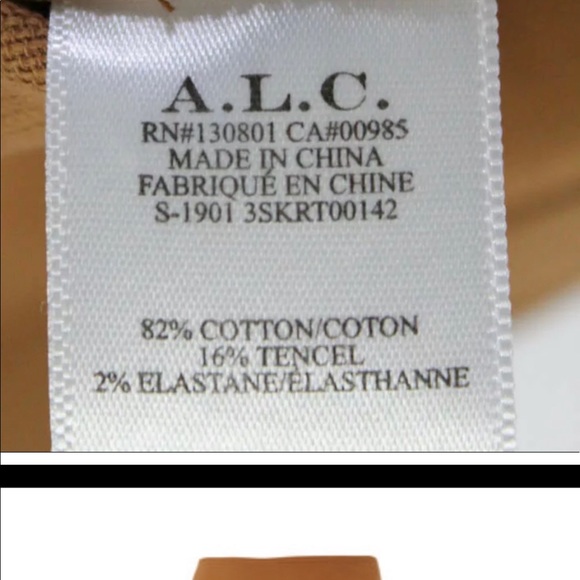 A.L.C.
RN#130801 CA#00985
MADE IN CHINA
FABRIQUÉ EN CHINE
S-1901 3SKRT00142
82% COTTON/COTON
16% TENCEL
2% ELASTANE/ÉLASTHANNE